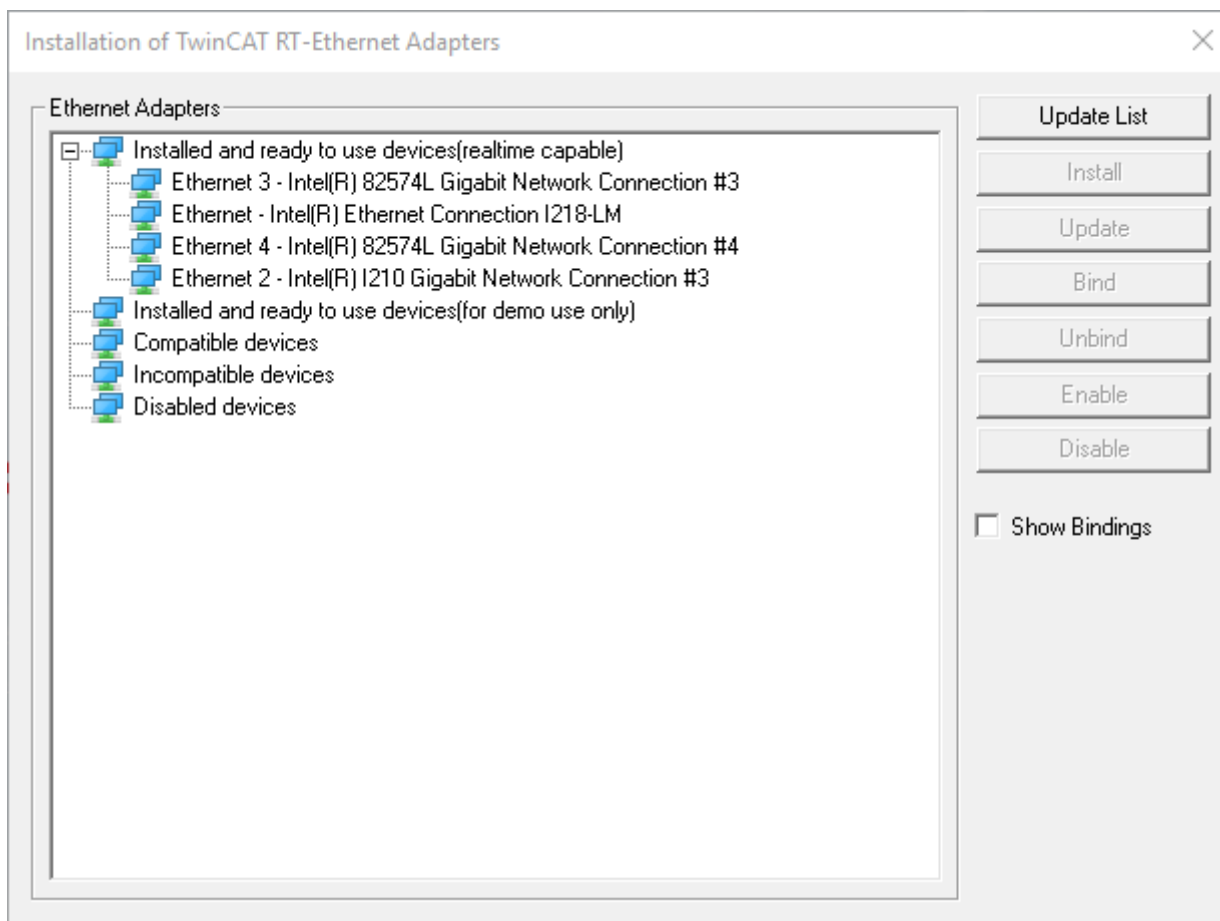 Installation of TwinCAT RT-Ethernet Adapters
Ethernet Adapters
Installed and ready to use devices(realtime capable)
Ethernet 3 - Intel(R) 82574L Gigabit Network Connection #3
Ethernet - Intel(R) Ethernet Connection I218-LM
Ethernet 4 - Intel(R) 82574L Gigabit Network Connection #4
Ethernet 2 - Intel(R) I210 Gigabit Network Connection #3
Installed and ready to use devices(for demo use only)
Compatible devices
Incompatible devices
Disabled devices
Update List
Install
Update
Bind
Unbind
Enable
Disable
Show Bindings